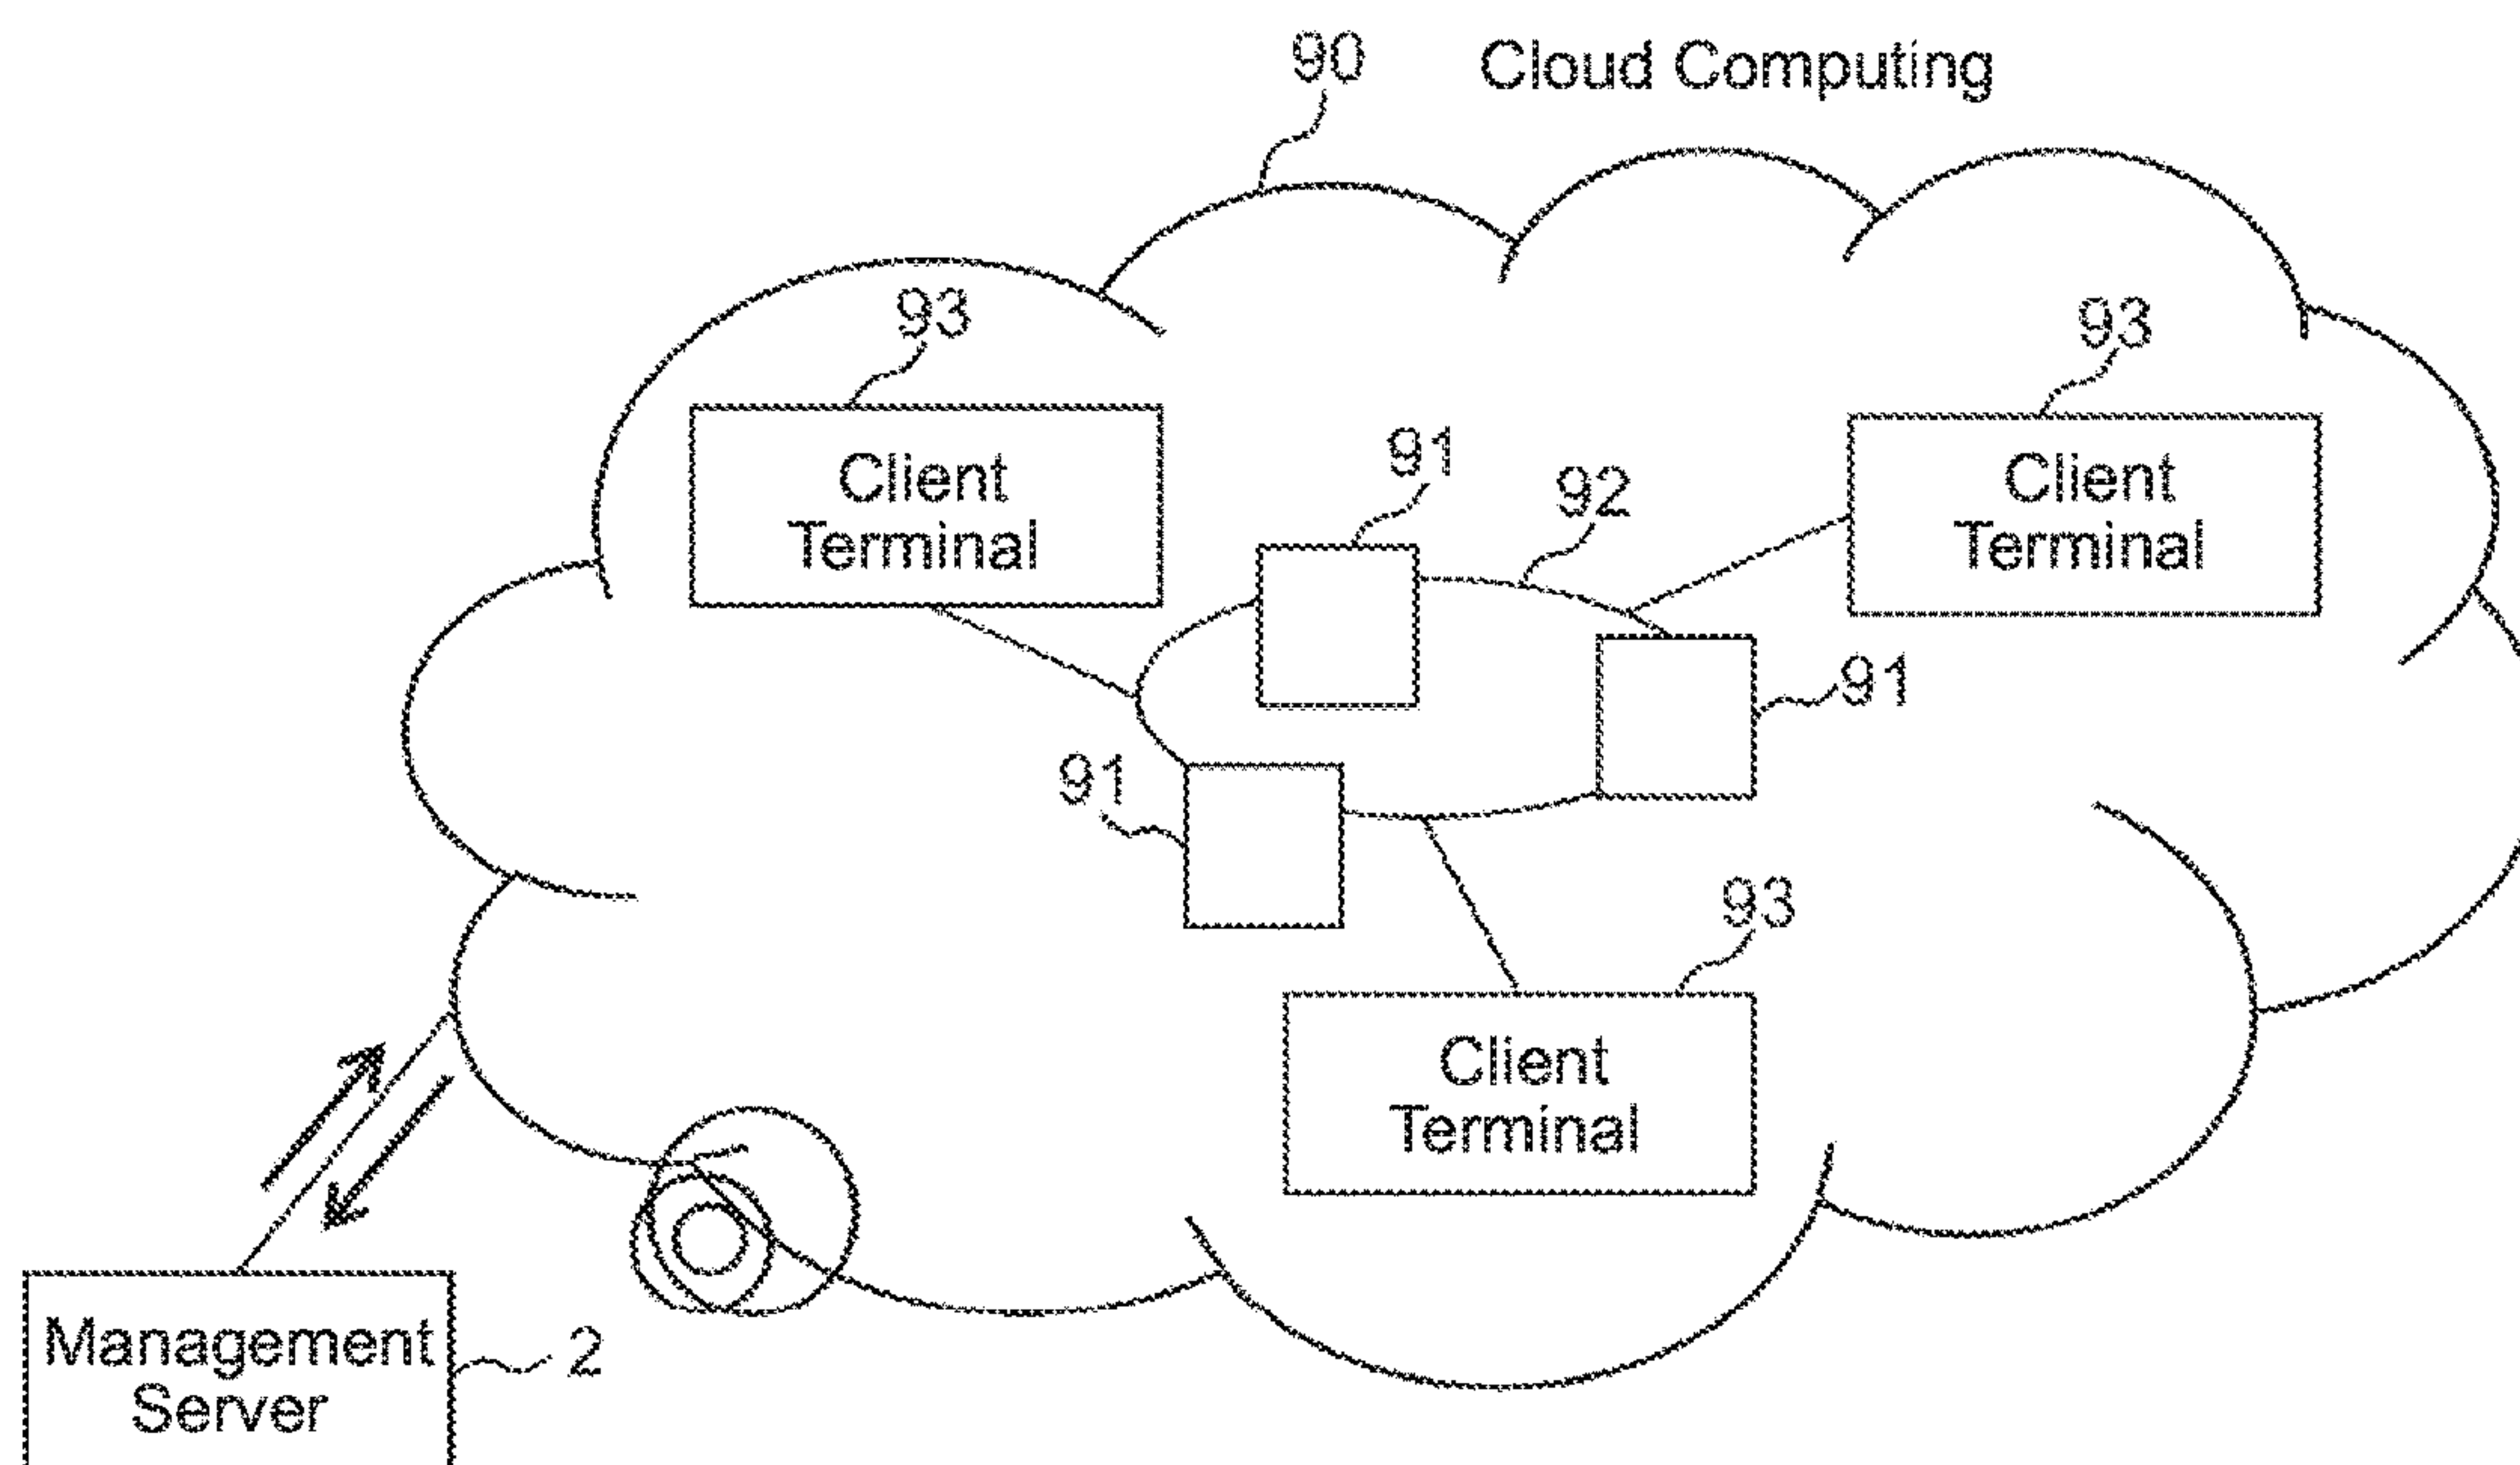 90 Cloud Computing
93
93
Client
Terminal
91
92
Client
Terminal
91
91
93
Client
Terminal
Management
Server
2